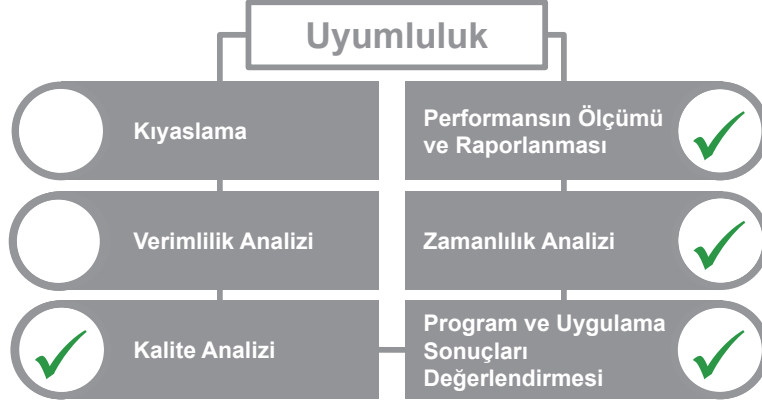 Uyumluluk
Kıyaslama
Performansın Ölçümü
ve Raporlanması
Verimlilik Analizi
Zamanlılık Analizi
Kalite Analizi
Program ve Uygulama
Sonuçları
Değerlendirmesi